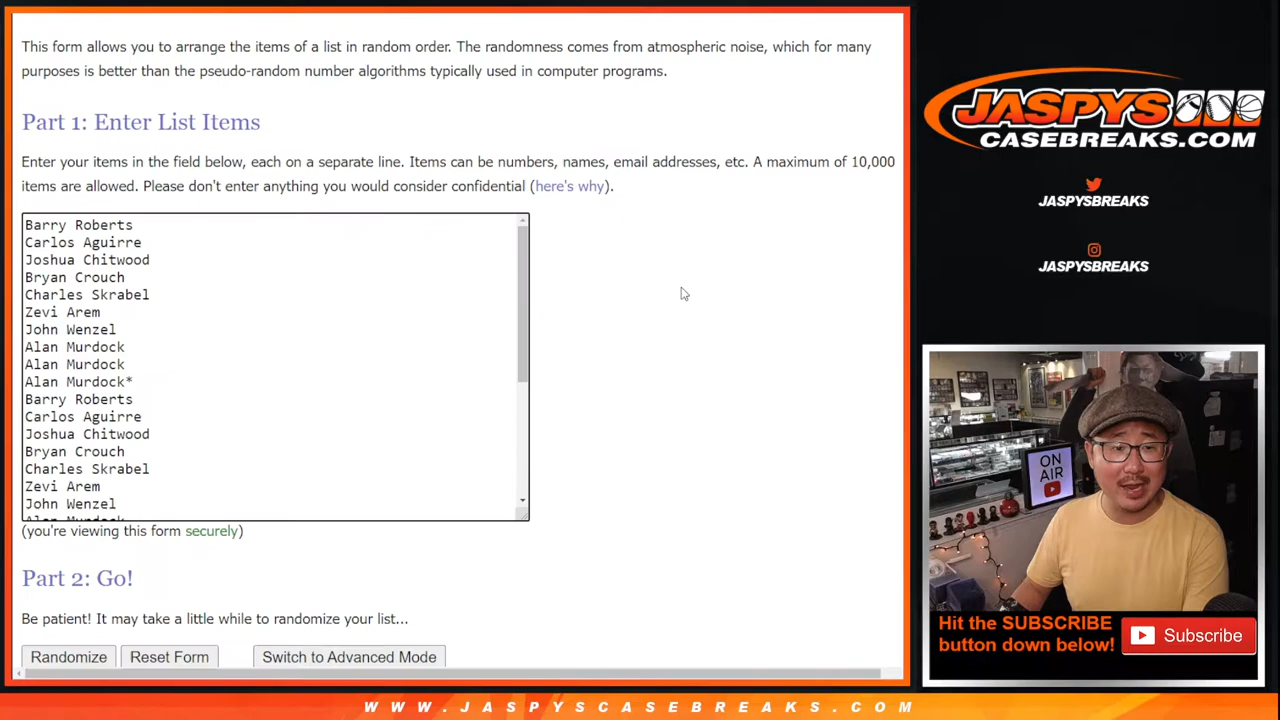 This form allows you to arrange the items of a list in random order. The randomness comes from atmospheric noise, which for many
purposes is better than the pseudo-random number algorithms typically used in computer programs.
Part 1: Enter List Items
Enter your items in the field below, each on a separate line. Items can be numbers, names, email addresses, etc. A maximum of 10,000
items are allowed. Please don't enter anything you would consider confidential (here's why).
Barry Roberts
Carlos Aguirre
Joshua Chitwood
Bryan Crouch
Charles Skrabel
Zevi Arem
John Wenzel
Alan Murdock
Alan Murdock
Alan Murdock*
Barry Roberts
Carlos Aguirre
Joshua Chitwood
Bryan Crouch
Charles Skrabel
Zevi Arem
John Wenzel
Alan Murdock
(you're viewing this form securely)
Part 2: Go!
Be patient! It may take a little while to randomize your list...
Randomize Reset Form Switch to Advanced Mode
JASPYS
CASEBREAKS.COM
JASPYSBREAKS
JASPYSBREAKS
ON
AIR
Hit the SUBSCRIBE
button down below!
Subscribe
WWW.JASPYSCASEBREAKS.COM